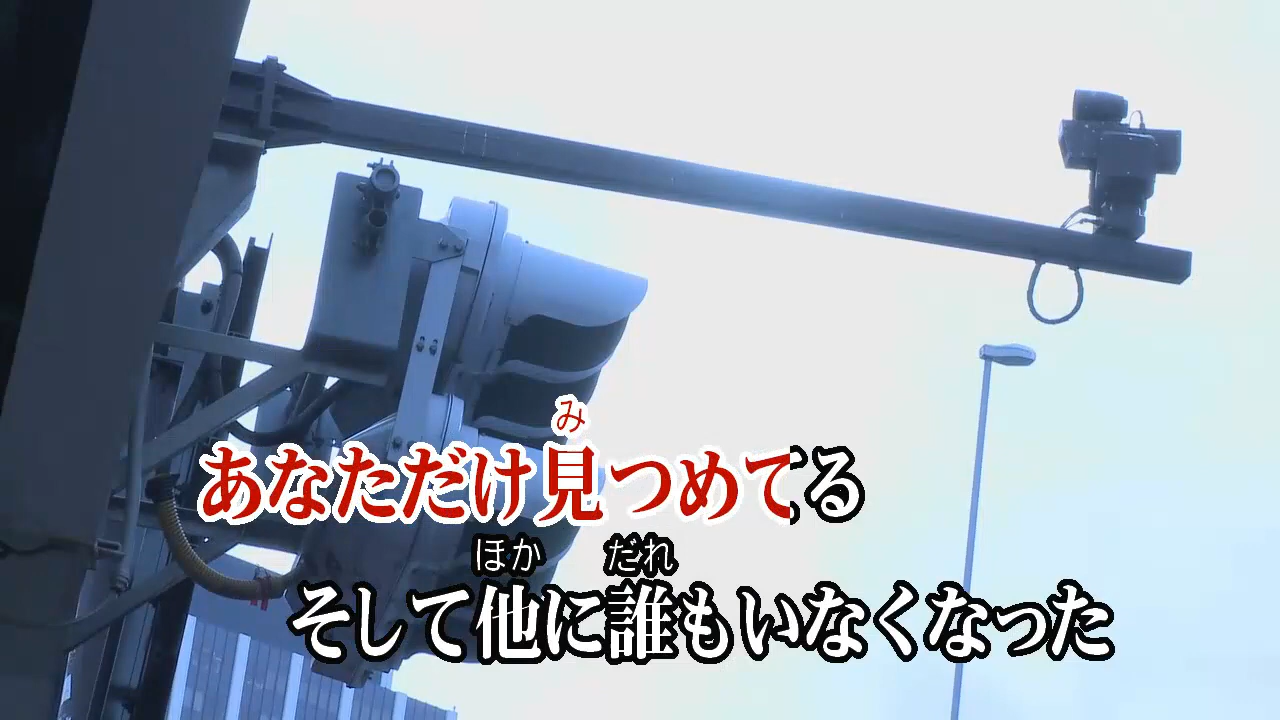 み
あなただけ見つめてる
ほか だれ
そして他に誰もいなくなった